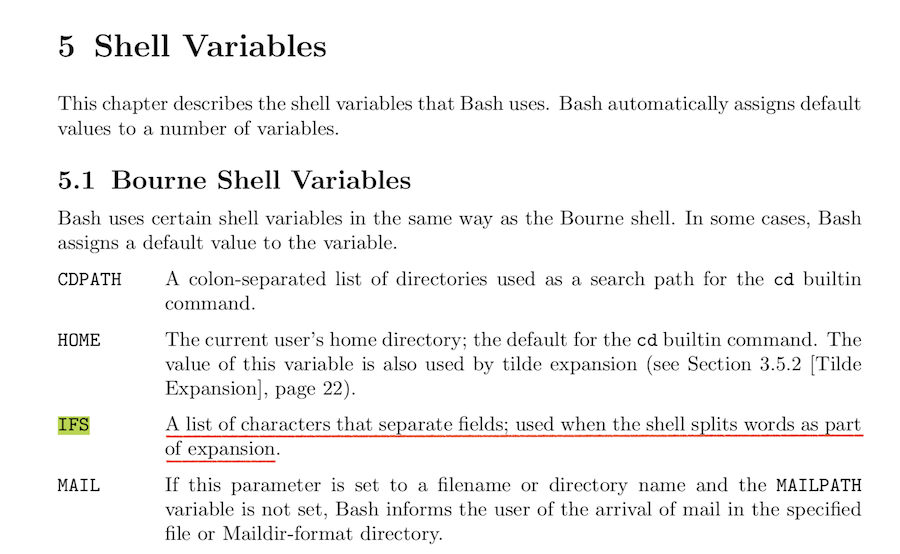 5 Shell Variables
This chapter describes the shell variables that Bash uses. Bash automatically assigns default
values to a number of variables.
5.1 Bourne Shell Variables
Bash uses certain shell variables in the same way as the Bourne shell. In some cases, Bash
assigns a default value to the variable.
CDPATH A colon-separated list of directories used as a search path for the cd builtin
command.
HOME The current user's home directory; the default for the cd builtin command. The
value of this variable is also used by tilde expansion (see Section 3.5.2 [Tilde
Expansion], page 22).
IFS A list of characters that separate fields; used when the shell splits words as part
of expansion.
MAIL If this parameter is set to a filename or directory name and the MAILPATH
variable is not set, Bash informs the user of the arrival of mail in the specified
file or Maildir-format directory.